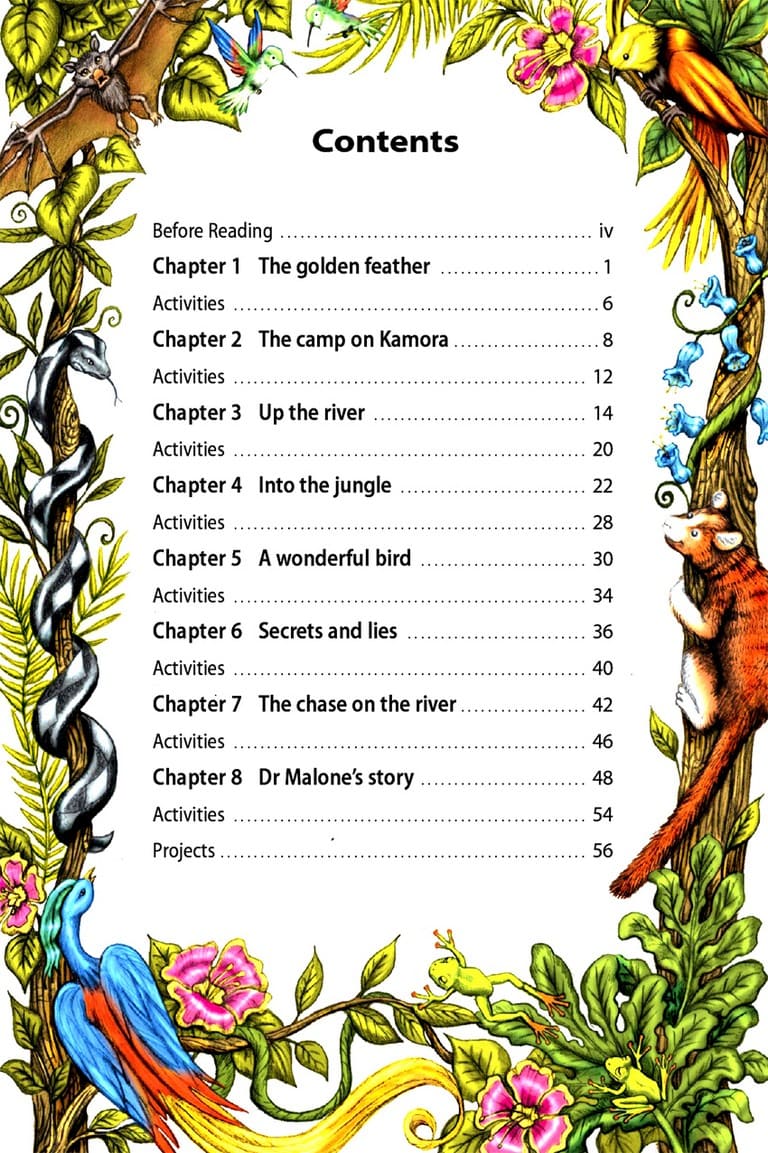 Contents
Before Reading ............................................... iv
Chapter 1 The golden feather ........................ 1
Activities ....................................................... 6
Chapter 2 The camp on Kamora ...................... 8
Activities ..................................................... 12
Chapter 3 Up the river ................................ 14
Activities ..................................................... 20
Chapter 4 Into the jungle ............................ 22
Activities ..................................................... 28
Chapter 5 A wonderful bird ......................... 30
Activities ..................................................... 34
Chapter 6 Secrets and lies ........................... 36
Activities ..................................................... 40
Chapter 7 The chase on the river ................... 42
Activities ..................................................... 46
Chapter 8 Dr Malone’s story ......................... 48
Activities ..................................................... 54
Projects ....................................................... 56